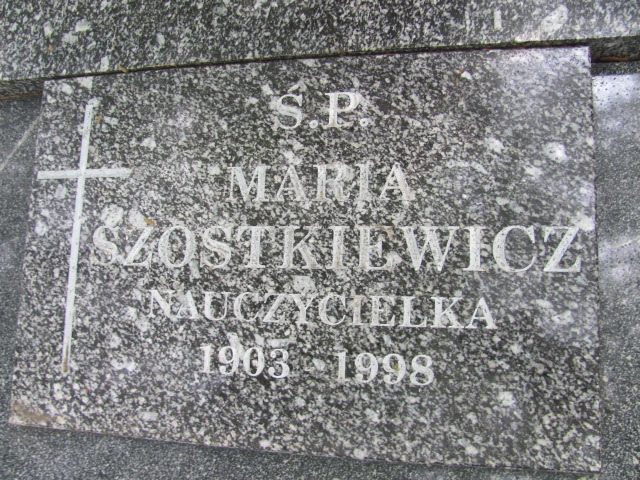 Ś.P.
MARIA
SZOSTKIEWICZ
NAUCZYCIELKA
1903 - 1998